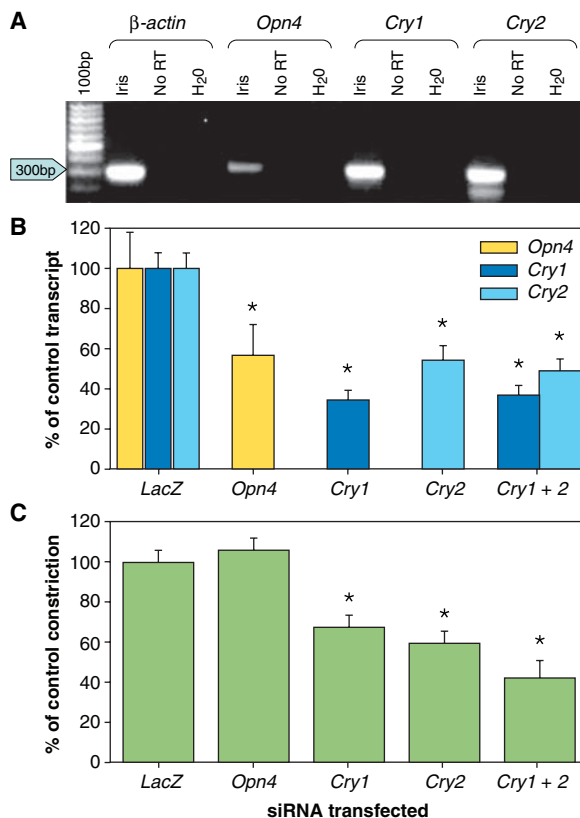 A
β-actin Opn4 Cry1 Cry2
100bp Iris No RT H20 Iris No RT H20 Iris No RT H20 Iris No RT H20
300bp
B
% of control transcript
120
100
80
60
40
20
0
Opn4
Cry1
Cry2
* * * * *
LacZ Opn4 Cry1 Cry2 Cry1 + 2
C
% of control constriction
120
100
80
60
40
20
0
* * *
LacZ Opn4 Cry1 Cry2 Cry1 + 2
siRNA transfected